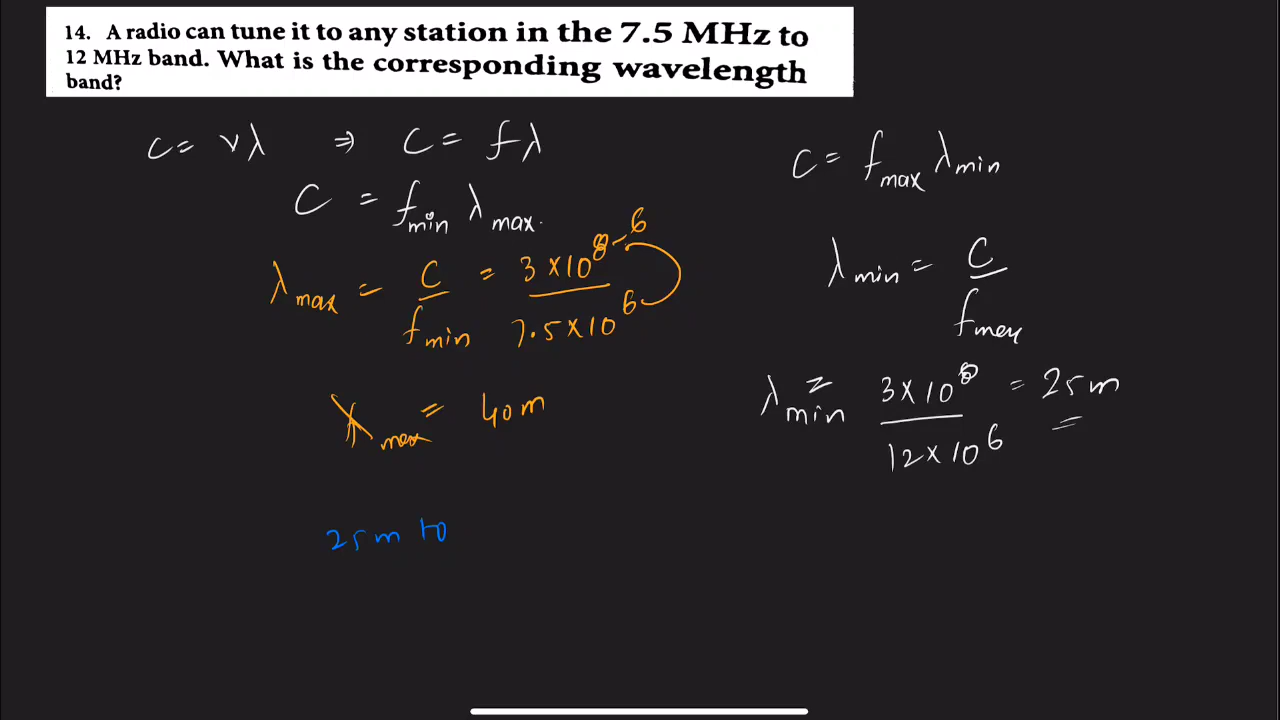 14. A radio can tune it to any station in the 7.5 MHz to
12 MHz band. What is the corresponding wavelength
band?
C = νλ ⇒ C = fλ
C = f_min λ_max.
λ_max = C / f_min = 3 × 10^8-6 / 7.5 × 10^6
λ_max = 40m
25m to
C = f_max λ_min
λ_min = C / f_max
λ_min = 3 × 10^8 / 12 × 10^6 = 25m